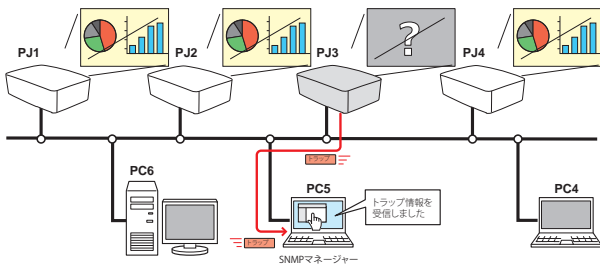 PJ1
PJ2
PJ3
?
PJ4
トラップ
PC6
PC5
トラップ情報を
受信しました
PC4
トラップ
SNMPマネージャー